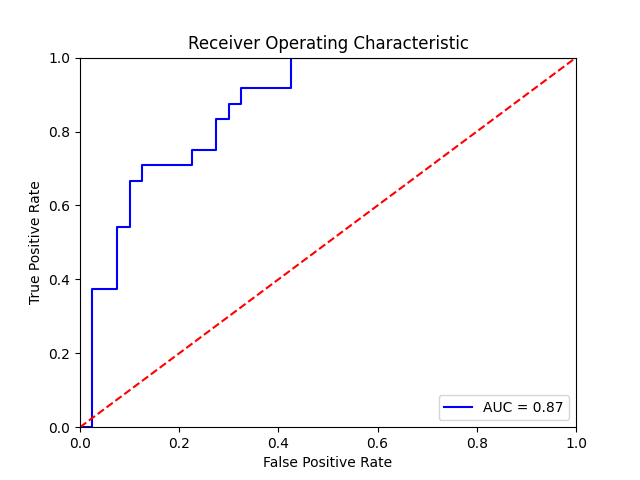 Receiver Operating Characteristic
1.0
0.8
0.6
0.4
0.2
0.0
True Positive Rate
AUC = 0.87
0.0 0.2 0.4 0.6 0.8 1.0
False Positive Rate